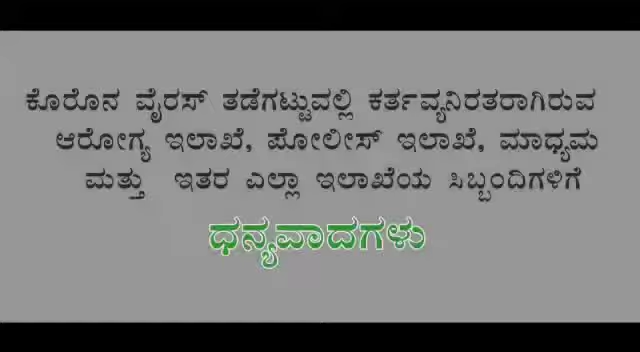 ಕೊರೊನ ವೈರಸ್ ತಡೆಗಟ್ಟುವಲ್ಲಿ ಕರ್ತವ್ಯನಿರತರಾಗಿರುವ
ಆರೋಗ್ಯ ಇಲಾಖೆ, ಪೋಲೀಸ್ ಇಲಾಖೆ, ಮಾಧ್ಯಮ
ಮತ್ತು ಇತರ ಎಲ್ಲಾ ಇಲಾಖೆಯ ಸಿಬ್ಬಂದಿಗಳಿಗೆ
ಧನ್ಯವಾದಗಳು